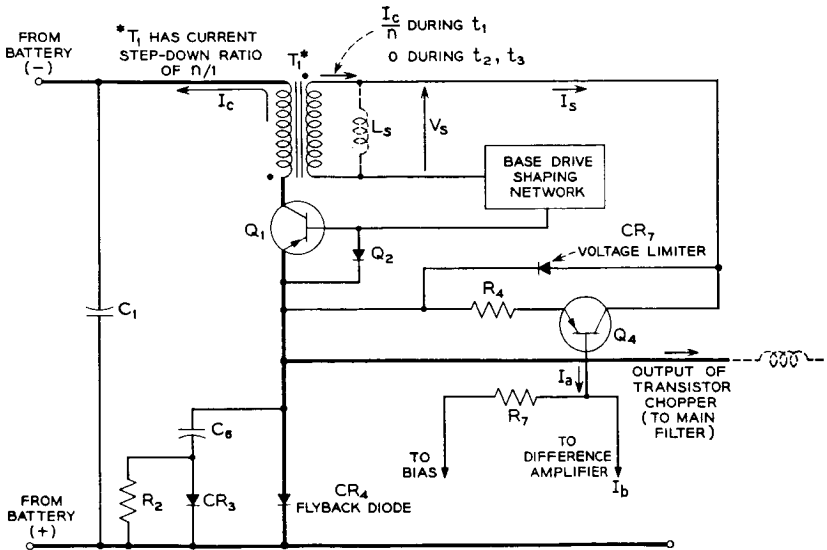 *T₁ HAS CURRENT
STEP-DOWN RATIO
OF n/1
FROM
BATTERY
(–)
T₁*
I_c/n DURING t₁
0 DURING t₂, t₃
I_c
L_s
V_s
I_s
BASE DRIVE
SHAPING
NETWORK
Q₁
Q₂
CR₇
VOLTAGE LIMITER
R₄
Q₄
C₁
I_a
OUTPUT OF
TRANSISTOR
CHOPPER
(TO MAIN
FILTER)
R₇
C₆
TO
BIAS
TO
DIFFERENCE
AMPLIFIER
I_b
FROM
BATTERY
(+)
R₂
CR₃
CR₄
FLYBACK DIODE